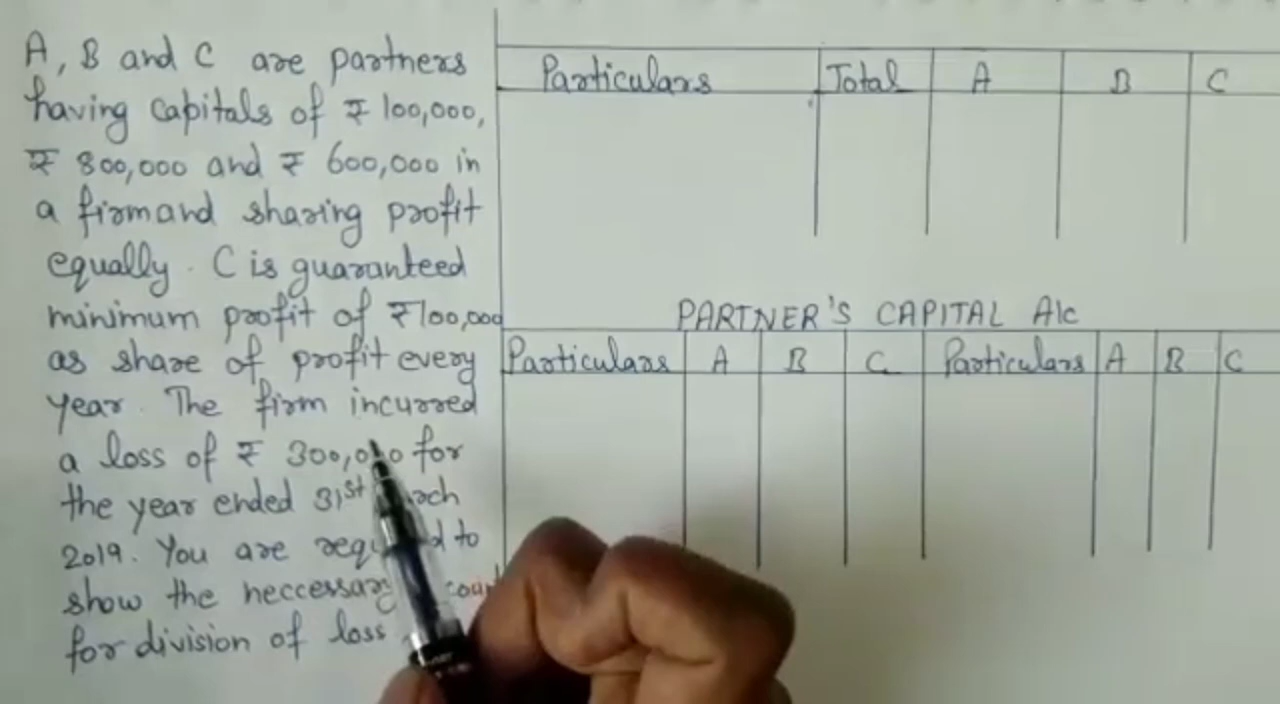 A, B and C are partners
having capitals of ₹ 100,000,
₹ 800,000 and ₹ 600,000 in
a firm and sharing profit
equally. C is guaranteed
minimum profit of ₹100,000
as share of profit every
year. The firm incurred
a loss of ₹ 300,000 for
the year ended 31st
2019. You are to
show the neccessary
for division of loss
Particulars Total A B C
PARTNER'S CAPITAL A/c
Particulars A B C Particulars A B C